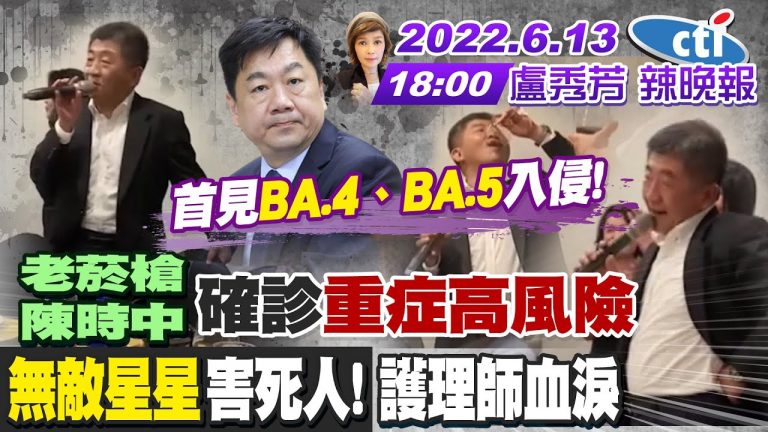 2022.6.13
cti
18:00
盧秀芳 辣晚報
首見BA.4、BA.5入侵!
老菸槍
陳時中
確診重症高風險
無敵星星害死人! 護理師血淚